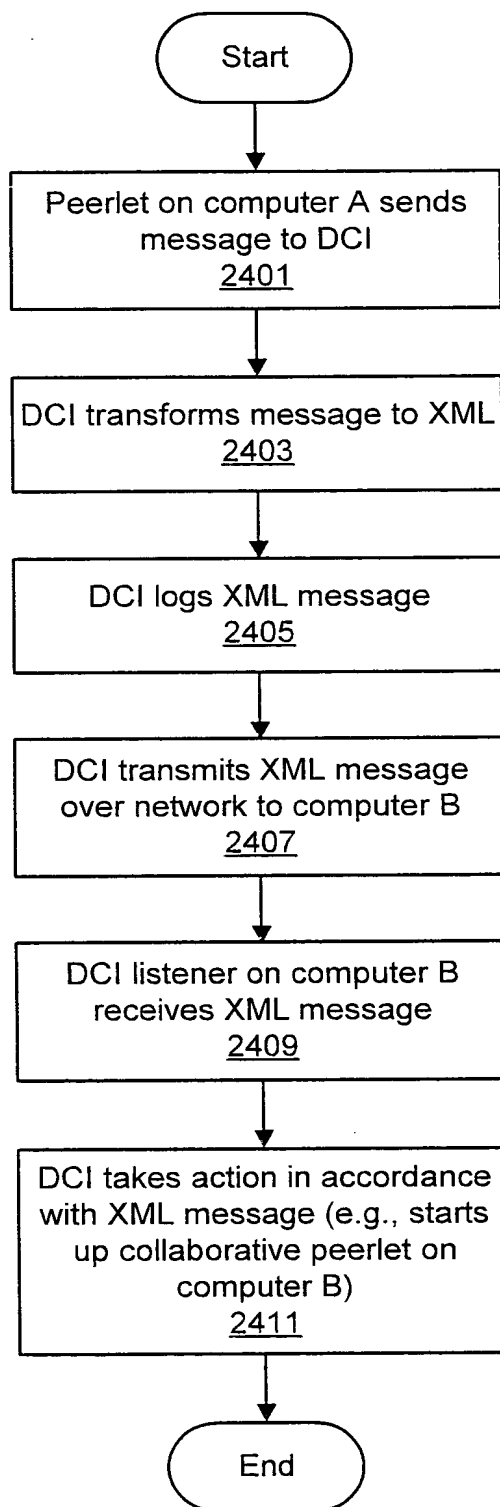 Start
Peerlet on computer A sends
message to DCI
2401
DCI transforms message to XML
2403
DCI logs XML message
2405
DCI transmits XML message
over network to computer B
2407
DCI listener on computer B
receives XML message
2409
DCI takes action in accordance
with XML message (e.g., starts
up collaborative peerlet on
computer B)
2411
End